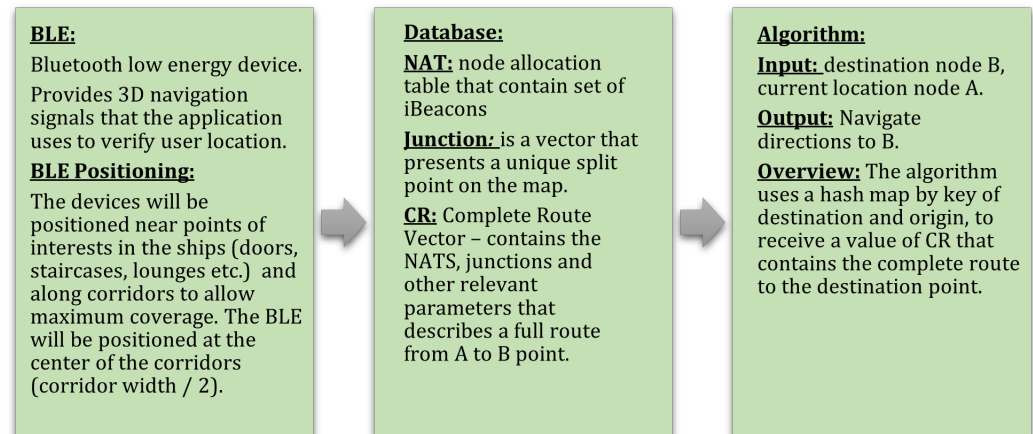 BLE:
Bluetooth low energy device.
Provides 3D navigation
signals that the application
uses to verify user location.
BLE Positioning:
The devices will be
positioned near points of
interests in the ships (doors,
staircases, lounges etc.)  and
along corridors to allow
maximum coverage. The BLE
will be positioned at the
center of the corridors
(corridor width / 2).
Database:
NAT: node allocation
table that contain set of
iBeacons
Junction: is a vector that
presents a unique split
point on the map.
CR: Complete Route
Vector – contains the
NATS, junctions and
other relevant
parameters that
describes a full route
from A to B point.
Algorithm:
Input: destination node B,
current location node A.
Output: Navigate
directions to B.
Overview: The algorithm
uses a hash map by key of
destination and origin, to
receive a value of CR that
contains the complete route
to the destination point.